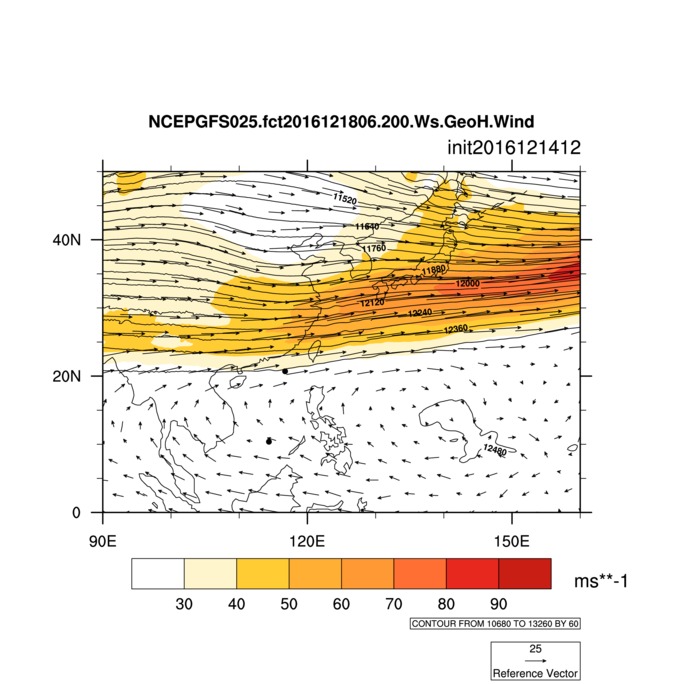 NCEPGFS025.fct2016121806.200.Ws.GeoH.Wind
init2016121412
11520
11640
11760
40N
11880
12000
12120
12240
12360
20N
12480
0
90E 120E 150E
ms**-1
30 40 50 60 70 80 90
CONTOUR FROM 10680 TO 13260 BY 60
25
Reference Vector